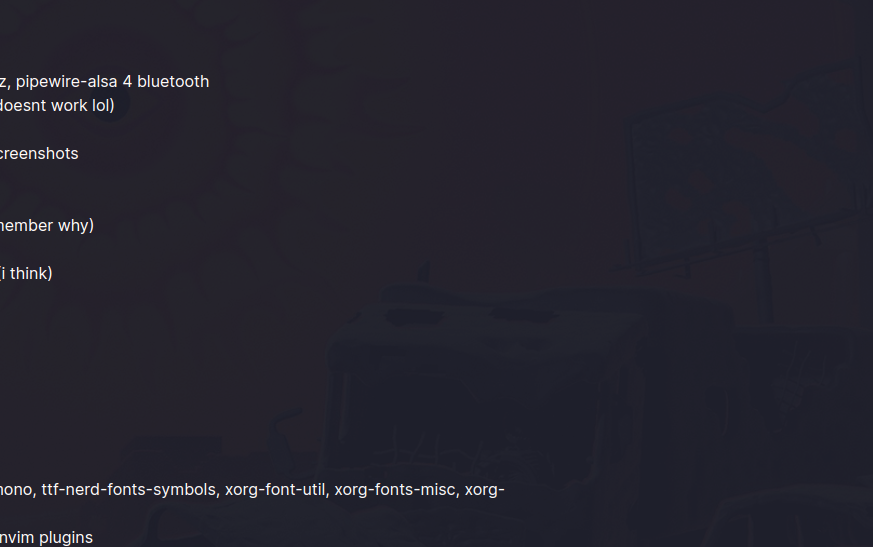 z, pipewire-alsa 4 bluetooth
doesnt work lol)
creenshots
member why)
(i think)
mono, ttf-nerd-fonts-symbols, xorg-font-util, xorg-fonts-misc, xorg-
nvim plugins